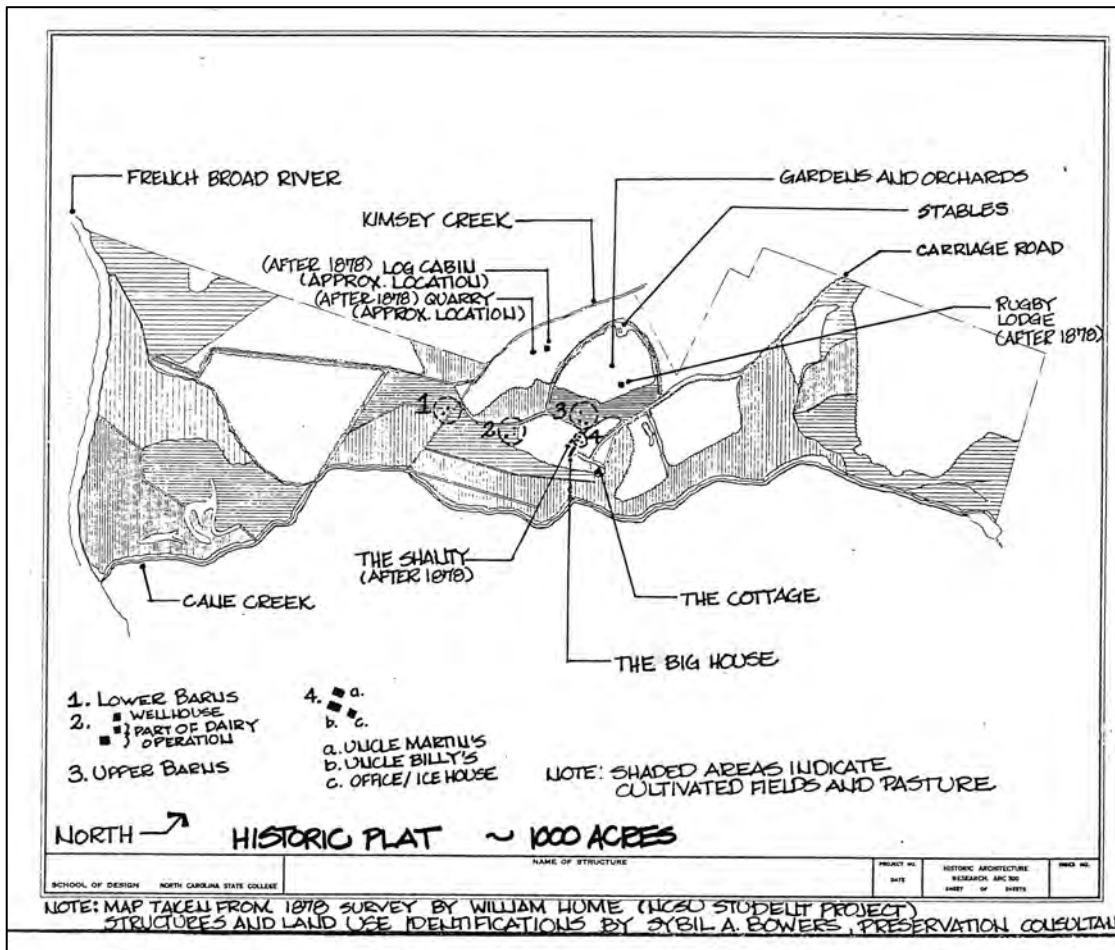 FRENCH BROAD RIVER
GARDENS AND ORCHARDS
KIMSEY CREEK
STABLES
(AFTER 1878) LOG CABIN
(APPROX. LOCATION)
(AFTER 1878) QUARRY
(APPROX. LOCATION)
CARRIAGE ROAD
RUGBY
LODGE
(AFTER 1878)
1
2
3
4
THE SHANTY
(AFTER 1878)
CANE CREEK
THE COTTAGE
THE BIG HOUSE
1. LOWER BARNS
2. WELLHOUSE
PART OF DAIRY
OPERATION
3. UPPER BARNS
4. a.
b. c.
a. UNCLE MARTIN'S
b. UNCLE BILLY'S
c. OFFICE/ICE HOUSE
NOTE: SHADED AREAS INDICATE
CULTIVATED FIELDS AND PASTURE
NORTH
HISTORIC PLAT ~ 1000 ACRES
SCHOOL OF DESIGN NORTH CAROLINA STATE COLLEGE
NAME OF STRUCTURE
PROJECT NO.
DATE
HISTORIC ARCHITECTURE
RESEARCH, ARC 300
SHEET OF SHEETS
INDEX NO.
NOTE: MAP TAKEN FROM 1878 SURVEY BY WILLIAM HUME (NCSU STUDENT PROJECT)
STRUCTURES AND LAND USE IDENTIFICATIONS BY SYBIL A. BOWERS, PRESERVATION CONSULTAN